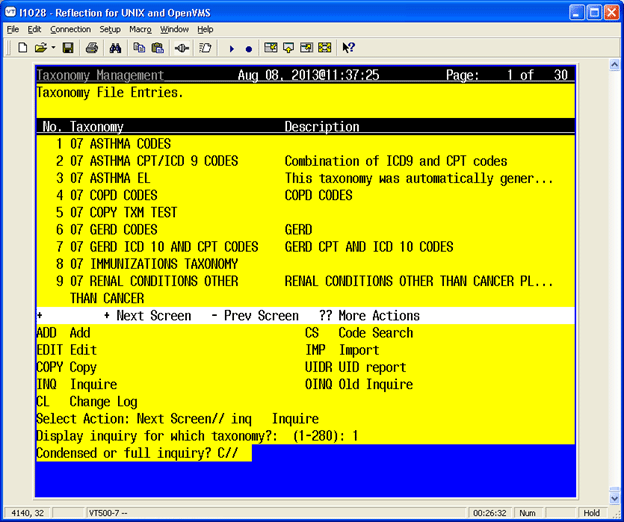 I1028 - Reflection for UNIX and OpenVMS
File Edit Connection Setup Macro Window Help
Taxonomy Management Aug 08, 2013@11:37:25 Page: 1 of 30
Taxonomy File Entries.
No. Taxonomy Description
1 07 ASTHMA CODES
2 07 ASTHMA CPT/ICD 9 CODES Combination of ICD9 and CPT codes
3 07 ASTHMA EL This taxonomy was automatically gener...
4 07 COPD CODES COPD CODES
5 07 COPY TXM TEST
6 07 GERD CODES GERD
7 07 GERD ICD 10 AND CPT CODES GERD CPT AND ICD 10 CODES
8 07 IMMUNIZATIONS TAXONOMY
9 07 RENAL CONDITIONS OTHER RENAL CONDITIONS OTHER THAN CANCER PL...
THAN CANCER
+ + Next Screen - Prev Screen ?? More Actions
ADD Add CS Code Search
EDIT Edit IMP Import
COPY Copy UIDR UID report
INQ Inquire OINQ Old Inquire
CL Change Log
Select Action: Next Screen// inq Inquire
Display inquiry for which taxonomy?: (1-280): 1
Condensed or full inquiry? C//
4140, 32 VT500-7 -- 00:26:32 Num Hold